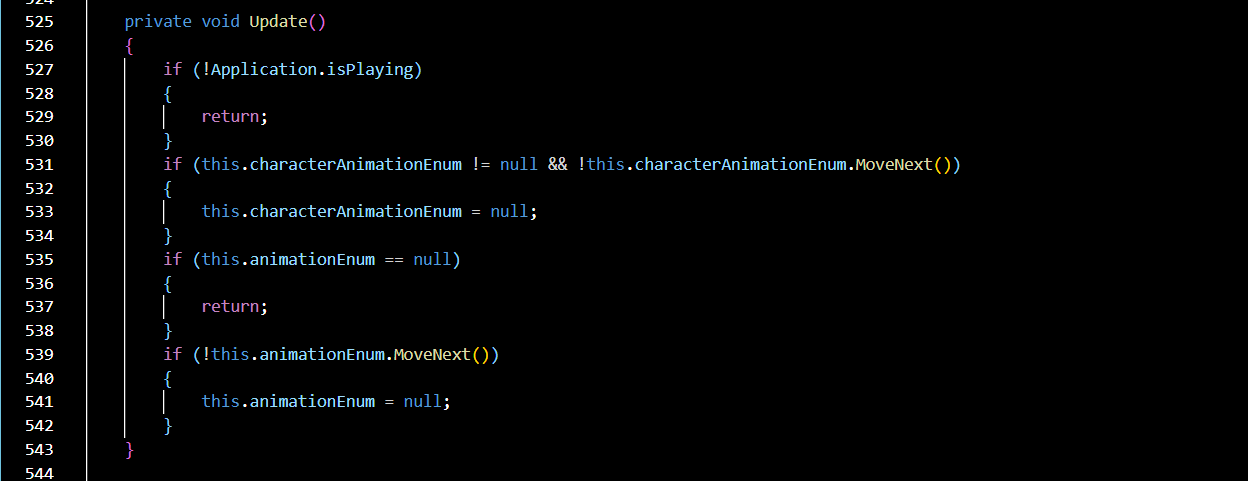 524
525 private void Update()
526 {
527 if (!Application.isPlaying)
528 {
529 return;
530 }
531 if (this.characterAnimationEnum != null && !this.characterAnimationEnum.MoveNext())
532 {
533 this.characterAnimationEnum = null;
534 }
535 if (this.animationEnum == null)
536 {
537 return;
538 }
539 if (!this.animationEnum.MoveNext())
540 {
541 this.animationEnum = null;
542 }
543 }
544